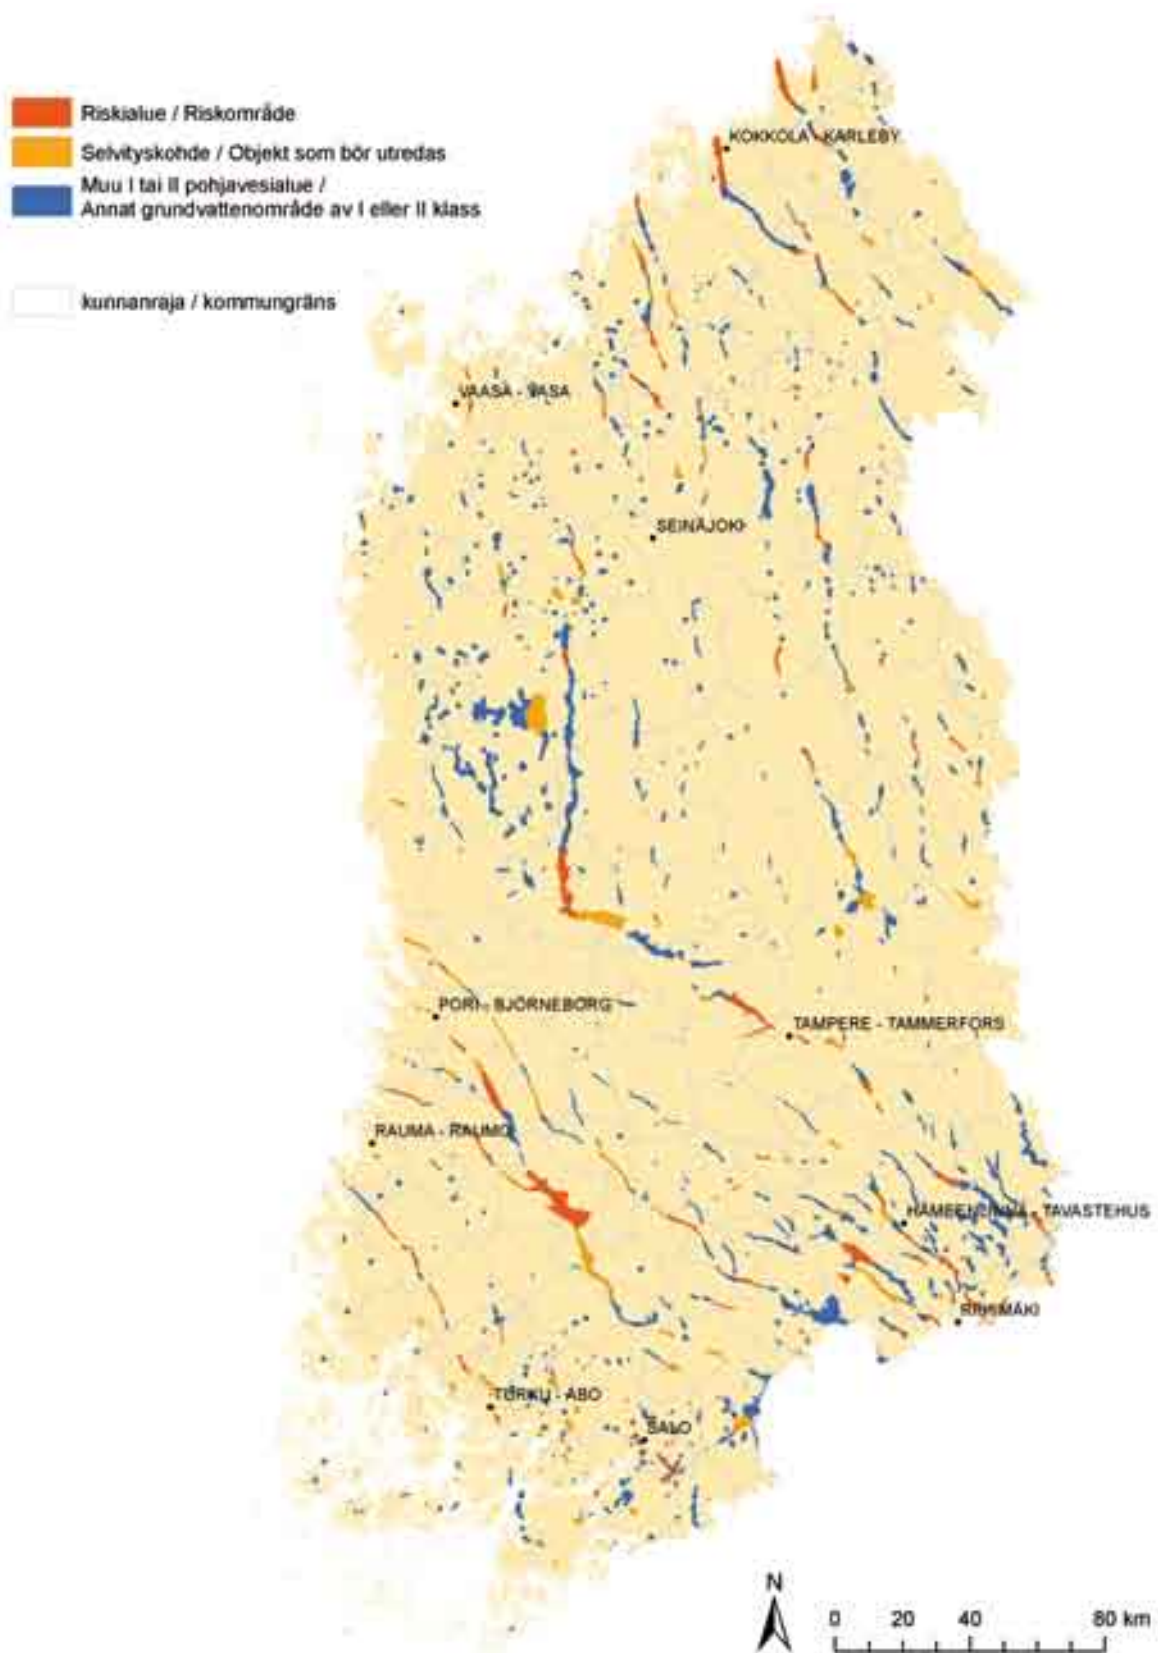 Riskialue / Riskområde
Selvityskohde / Objekt som bör utredas
Muu I tai II pohjavesialue /
Annat grundvattenområde av I eller II klass
kunnanraja / kommungräns
KOKKOLA - KARLEBY
VAASA - VASA
SEINÄJOKI
PORI - BJÖRNEBORG
TAMPERE - TAMMERFORS
RAUMA - RAUMO
HÄMEENLINNA - TAVASTEHUS
RIIHIMÄKI
TURKU - ÅBO
SALO
N
0 20 40 80 km